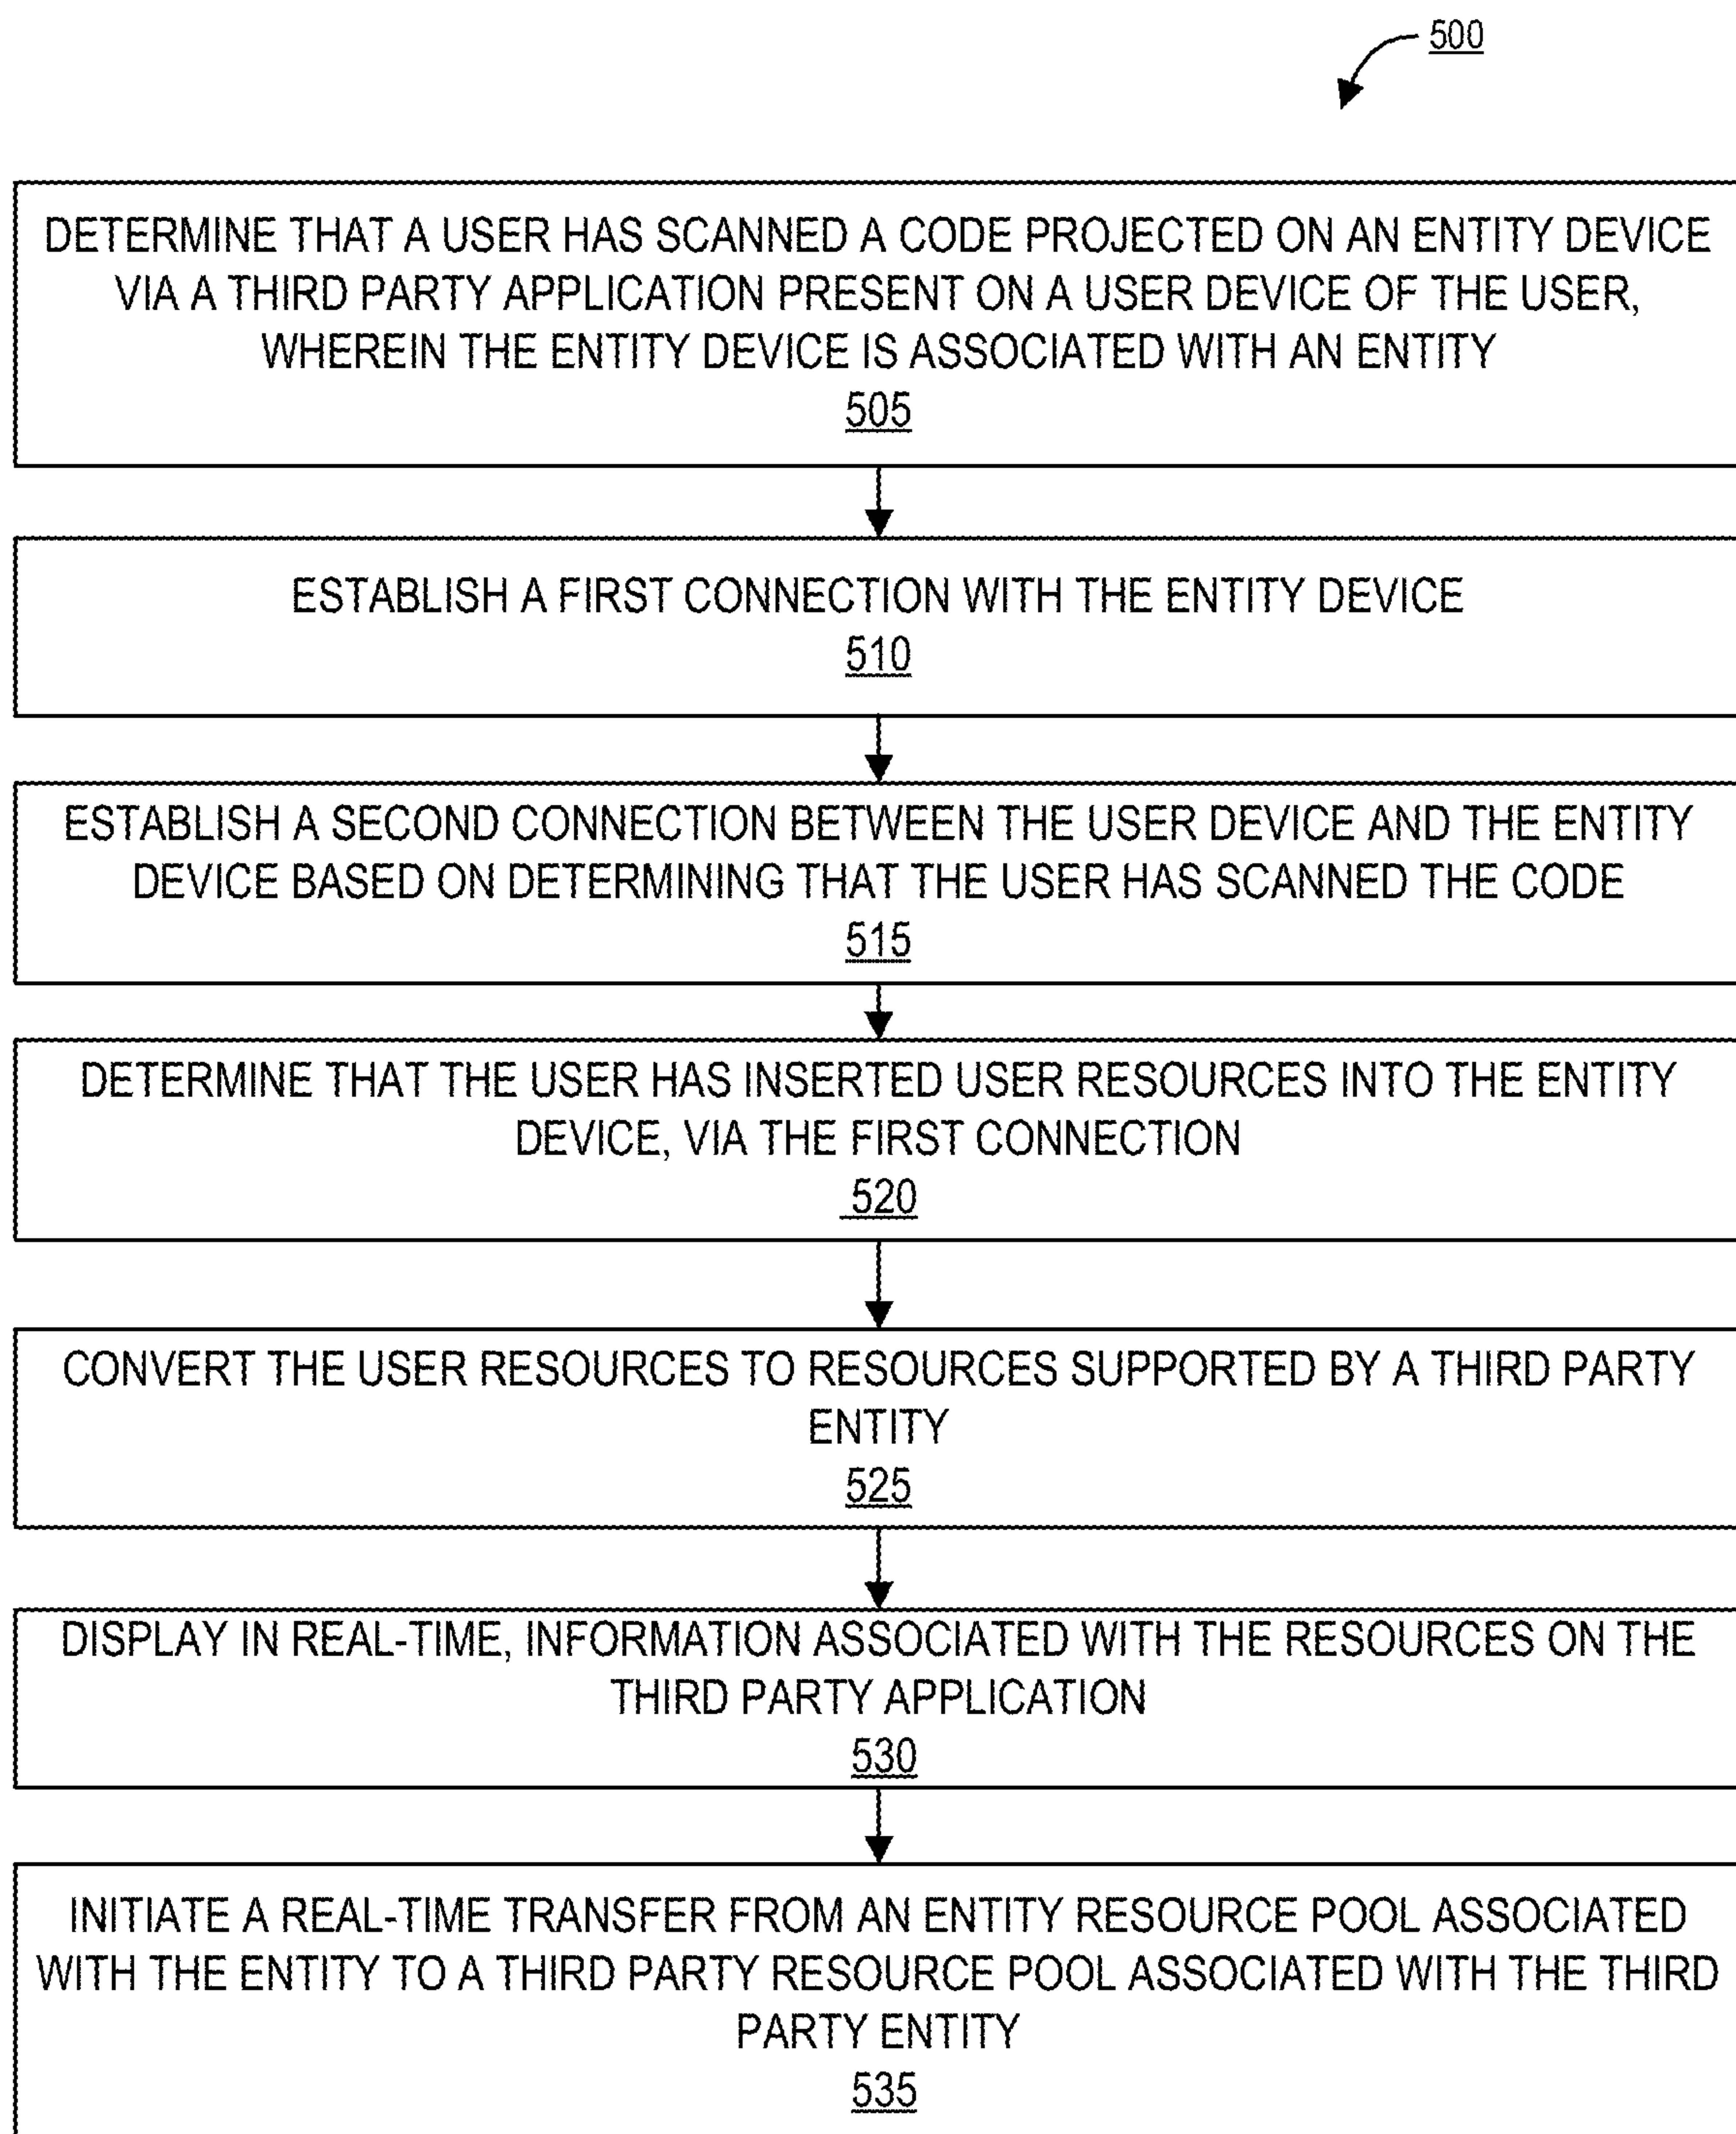 500
DETERMINE THAT A USER HAS SCANNED A CODE PROJECTED ON AN ENTITY DEVICE
VIA A THIRD PARTY APPLICATION PRESENT ON A USER DEVICE OF THE USER,
WHEREIN THE ENTITY DEVICE IS ASSOCIATED WITH AN ENTITY
505
ESTABLISH A FIRST CONNECTION WITH THE ENTITY DEVICE
510
ESTABLISH A SECOND CONNECTION BETWEEN THE USER DEVICE AND THE ENTITY
DEVICE BASED ON DETERMINING THAT THE USER HAS SCANNED THE CODE
515
DETERMINE THAT THE USER HAS INSERTED USER RESOURCES INTO THE ENTITY
DEVICE, VIA THE FIRST CONNECTION
520
CONVERT THE USER RESOURCES TO RESOURCES SUPPORTED BY A THIRD PARTY
ENTITY
525
DISPLAY IN REAL-TIME, INFORMATION ASSOCIATED WITH THE RESOURCES ON THE
THIRD PARTY APPLICATION
530
INITIATE A REAL-TIME TRANSFER FROM AN ENTITY RESOURCE POOL ASSOCIATED
WITH THE ENTITY TO A THIRD PARTY RESOURCE POOL ASSOCIATED WITH THE THIRD
PARTY ENTITY
535